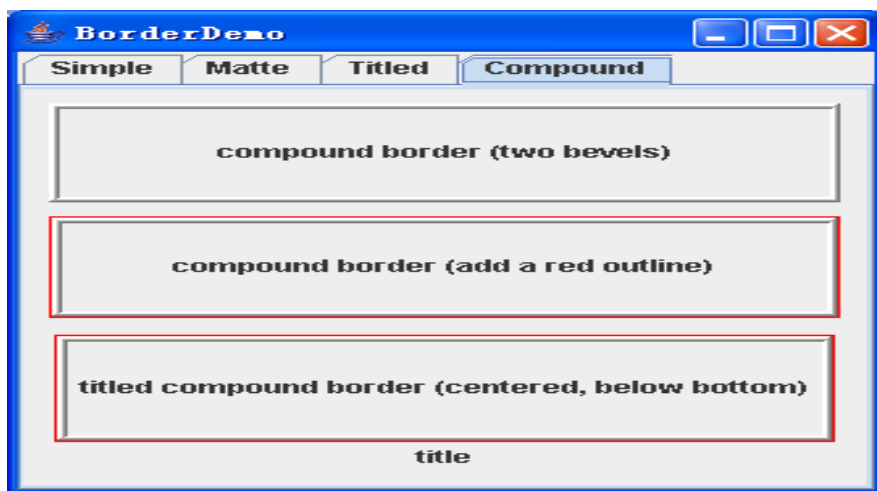 BorderDemo
Simple Matte Titled Compound
compound border (two bevels)
compound border (add a red outline)
titled compound border (centered, below bottom)
title